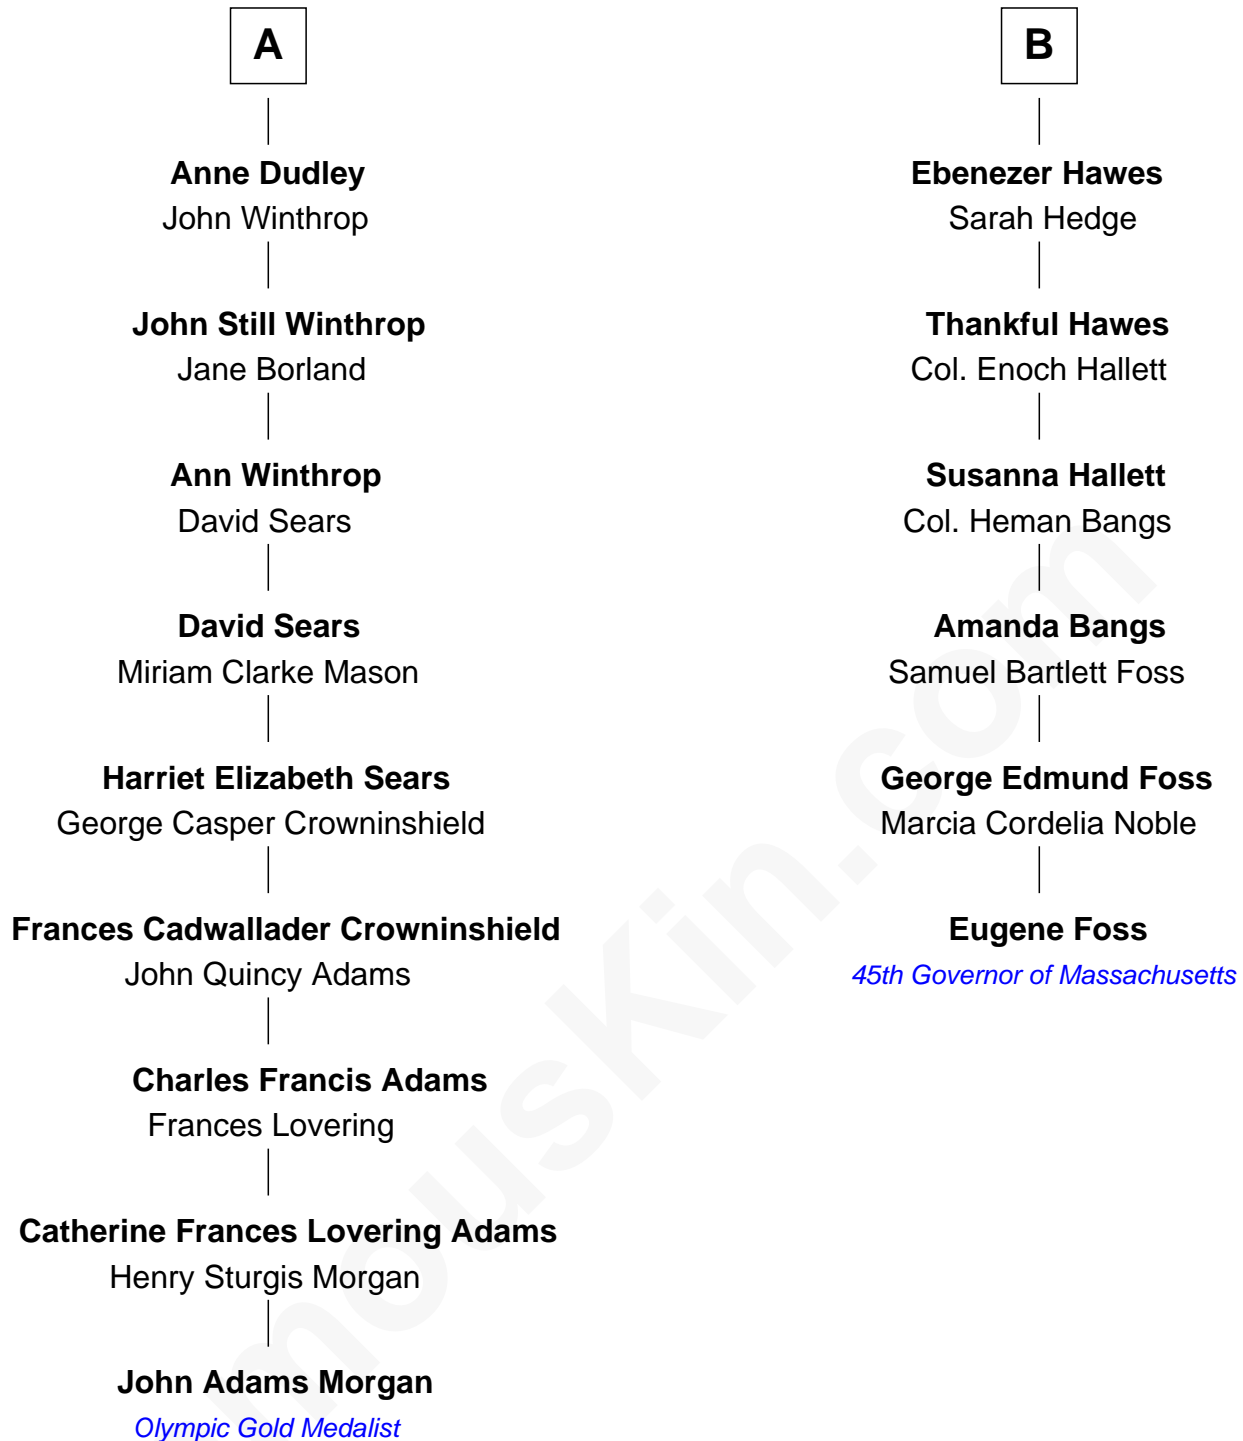 A
Anne Dudley
John Winthrop
John Still Winthrop
Jane Borland
Ann Winthrop
David Sears
David Sears
Miriam Clarke Mason
Harriet Elizabeth Sears
George Casper Crowninshield
Frances Cadwallader Crowninshield
John Quincy Adams
Charles Francis Adams
Frances Lovering
Catherine Frances Lovering Adams
Henry Sturgis Morgan
John Adams Morgan
Olympic Gold Medalist
B
Ebenezer Hawes
Sarah Hedge
Thankful Hawes
Col. Enoch Hallett
Susanna Hallett
Col. Heman Bangs
Amanda Bangs
Samuel Bartlett Foss
George Edmund Foss
Marcia Cordelia Noble
Eugene Foss
45th Governor of Massachusetts
mousKin.com